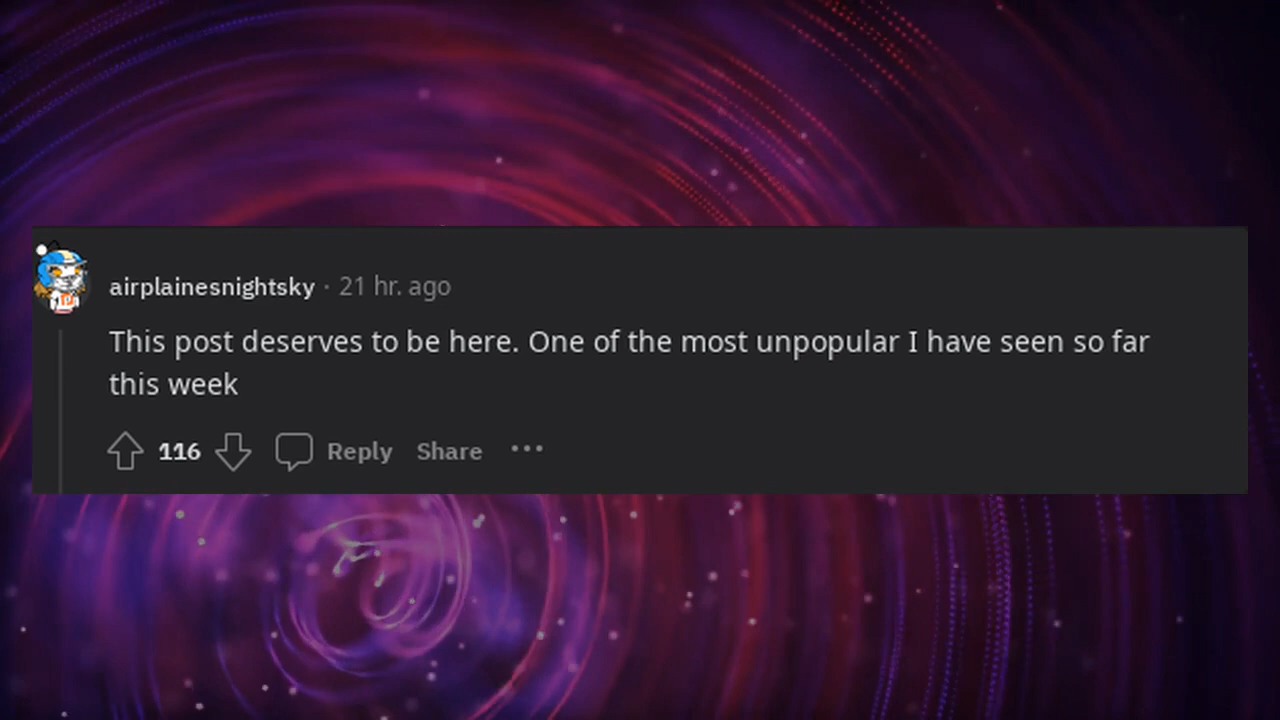 airplainesnightsky · 21 hr. ago
This post deserves to be here. One of the most unpopular I have seen so far
this week
116 Reply Share ...